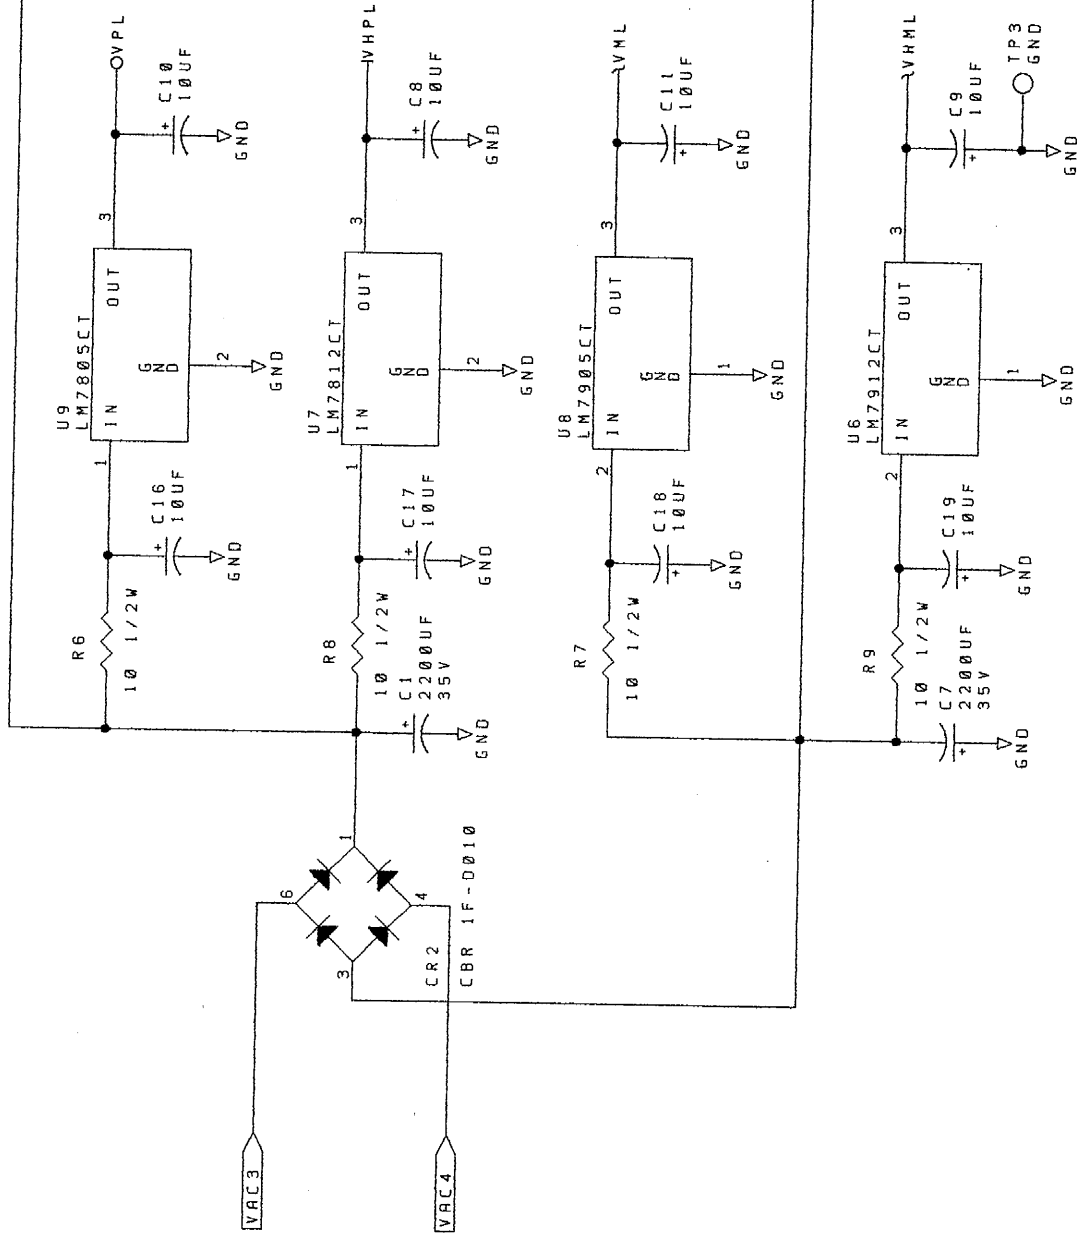 VAC3
VAC4
6
1
4
3
CR2
CBR 1F-D010
C1
2200UF
35V
GND
C7
2200UF
35V
GND
R6
10 1/2W
C16
10UF
GND
1
U9
LM7805CT
IN
OUT
GND
2
GND
3
C10
10UF
GND
VPL
R8
10 1/2W
C17
10UF
GND
1
U7
LM7812CT
IN
OUT
GND
2
GND
3
C8
10UF
GND
VHPL
R7
10 1/2W
C18
10UF
GND
2
U8
LM7905CT
IN
OUT
GND
1
GND
3
C11
10UF
GND
VML
R9
10 1/2W
C19
10UF
GND
2
U6
LM7912CT
IN
OUT
GND
1
GND
3
C9
10UF
GND
VHML
TP3
GND